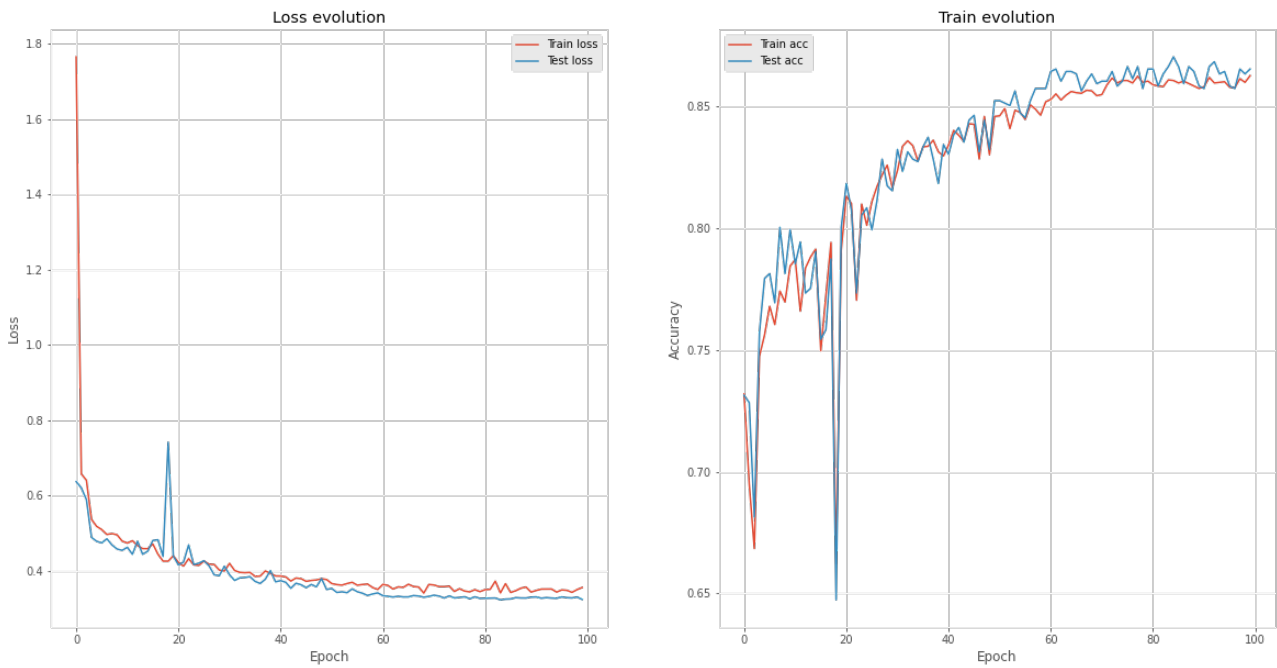 Loss evolution
1.8
1.6
1.4
1.2
1.0
0.8
0.6
0.4
Loss
0
20
40
60
80
100
Epoch
Train loss
Test loss
Train evolution
0.85
0.80
0.75
0.70
0.65
Accuracy
0
20
40
60
80
100
Epoch
Train acc
Test acc